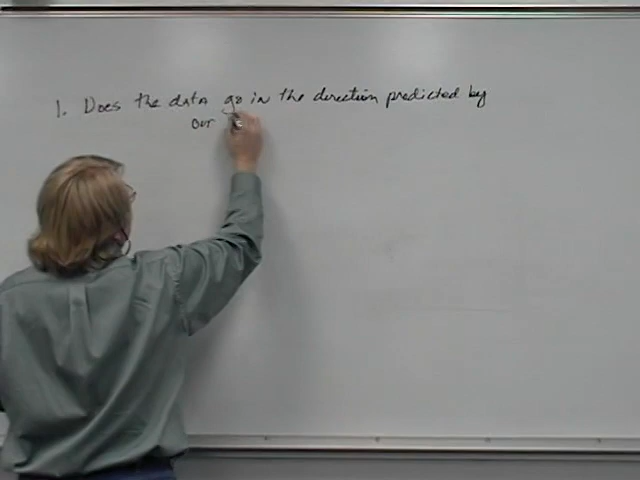 1. Does the data go in the direction predicted by
our